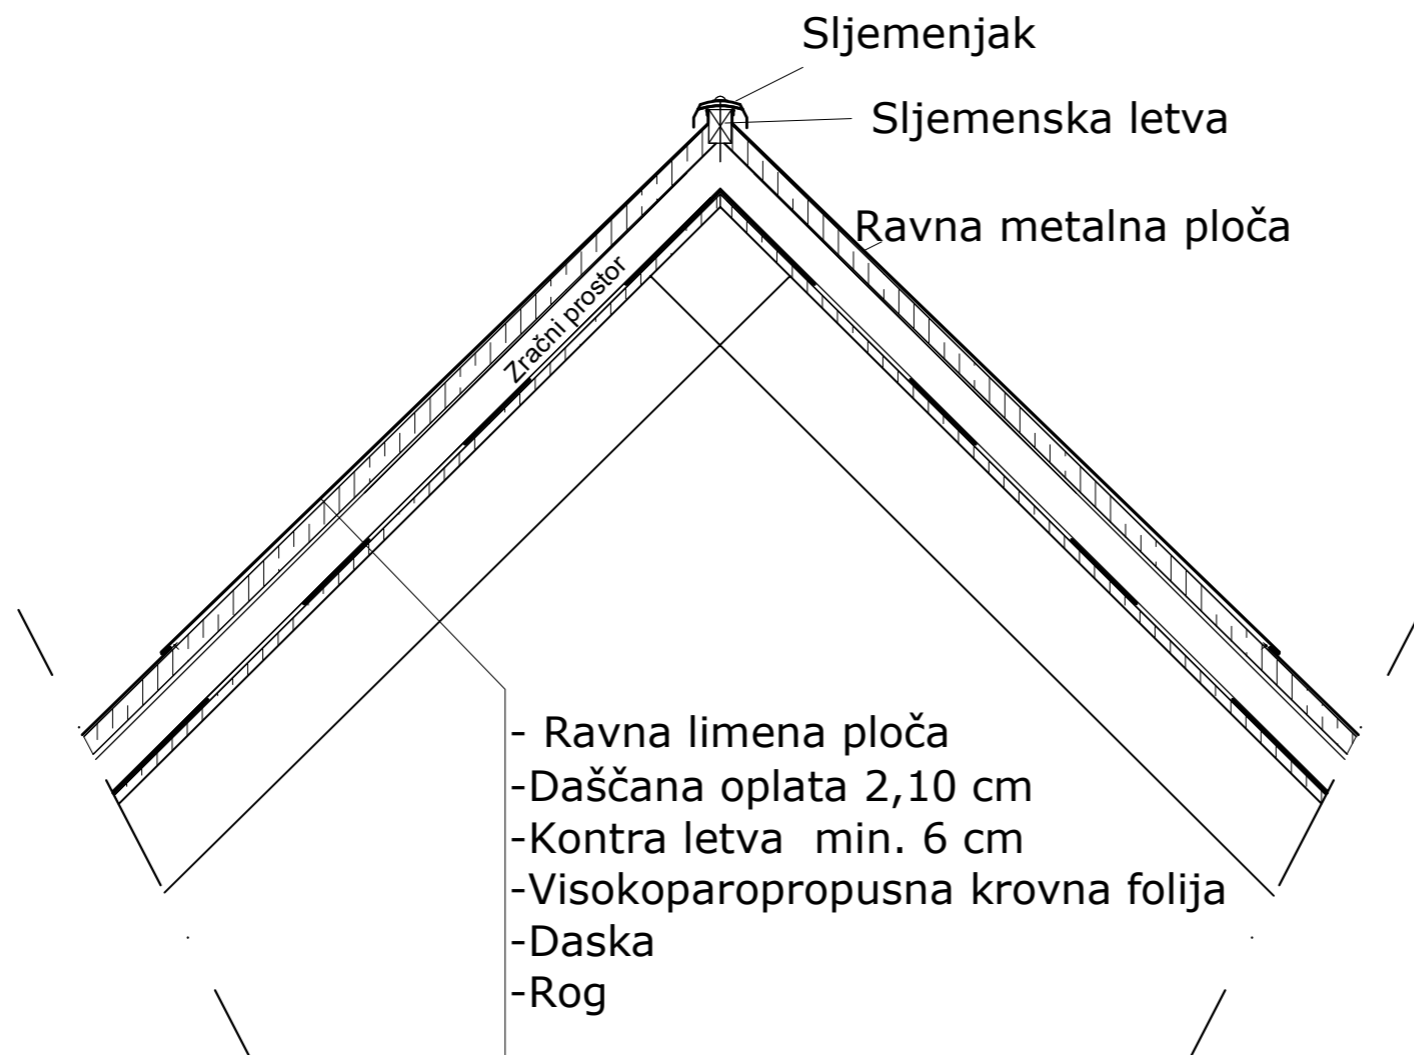 Sljemenjak
Sljemenska letva
Ravna metalna ploča
Zračni prostor
- Ravna limena ploča
-Daščana oplata 2,10 cm
-Kontra letva  min. 6 cm
-Visokoparopropusna krovna folija
-Daska
-Rog